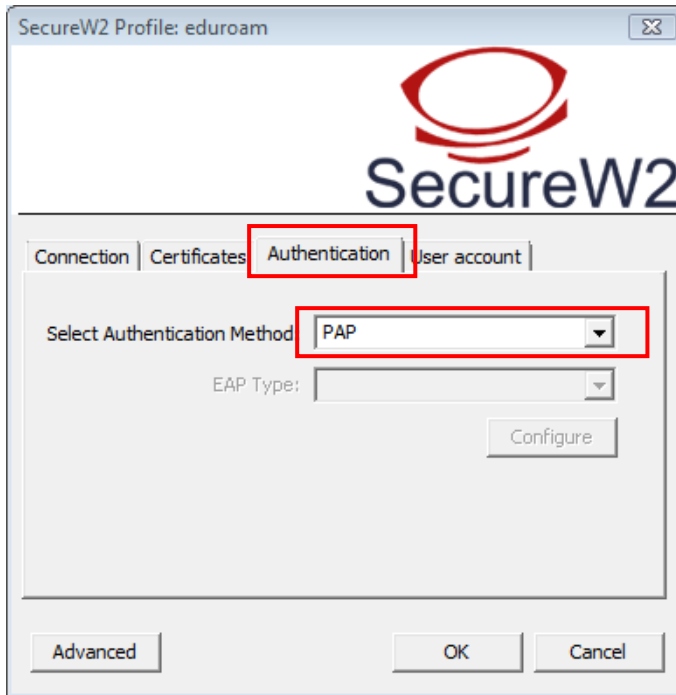 SecureW2 Profile: eduroam
SecureW2
Connection Certificates Authentication User account
Select Authentication Method: PAP
EAP Type:
Configure
Advanced OK Cancel